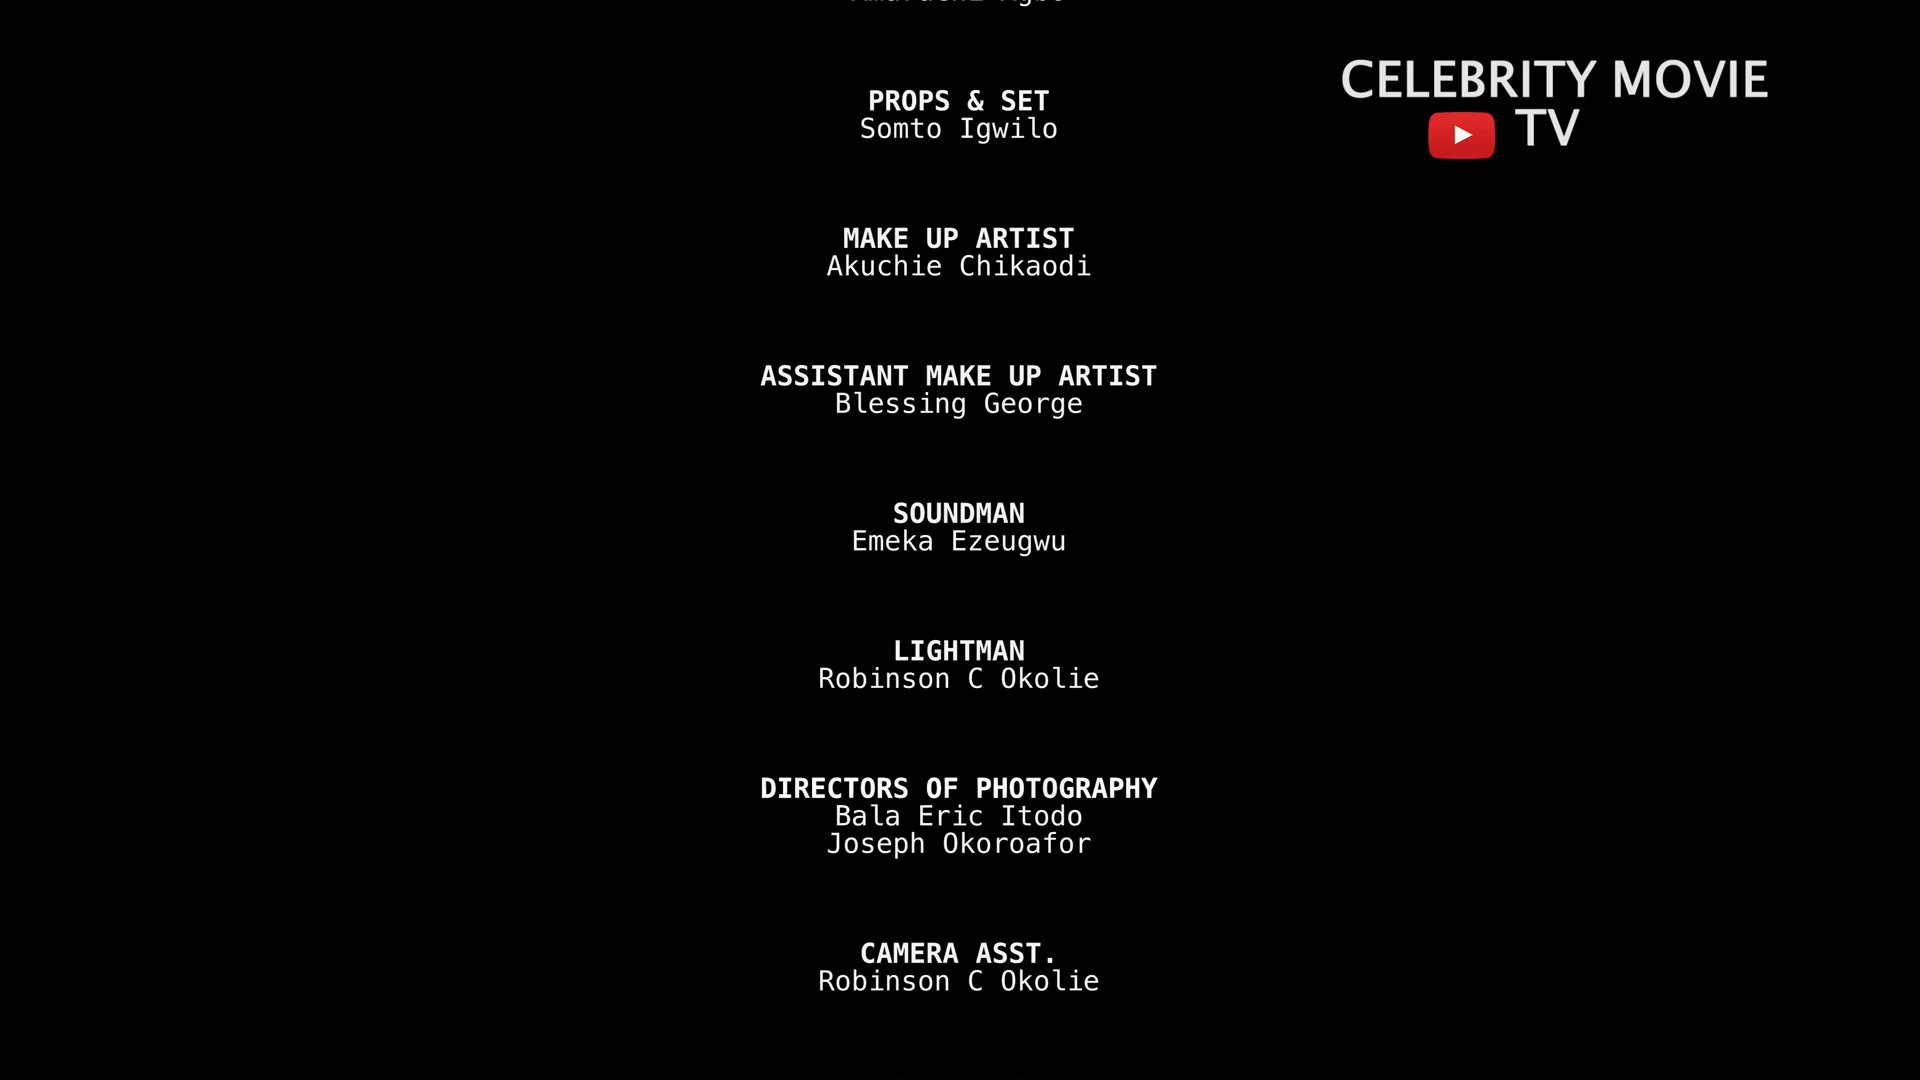 PROPS & SET
Somto Igwilo
CELEBRITY MOVIE
TV
MAKE UP ARTIST
Akuchie Chikaodi
ASSISTANT MAKE UP ARTIST
Blessing George
SOUNDMAN
Emeka Ezeugwu
LIGHTMAN
Robinson C Okolie
DIRECTORS OF PHOTOGRAPHY
Bala Eric Itodo
Joseph Okoroafor
CAMERA ASST.
Robinson C Okolie